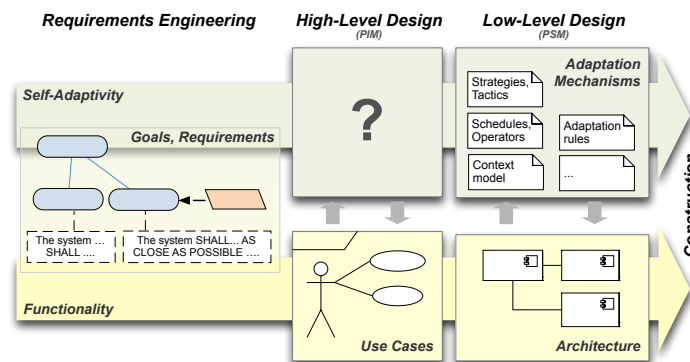 Requirements Engineering
High-Level Design
(PIM)
Low-Level Design
(PSM)
Self-Adaptivity
?
Adaptation
Mechanisms
Strategies,
Tactics
Schedules,
Operators
Adaptation
rules
Context
model
...
Goals, Requirements
The system …
SHALL ....
The system SHALL... AS
CLOSE AS POSSIBLE ….
Functionality
Use Cases
Architecture
Construction